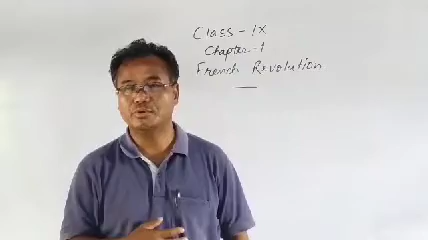 Class - IX
Chapter - 1
French Revolution